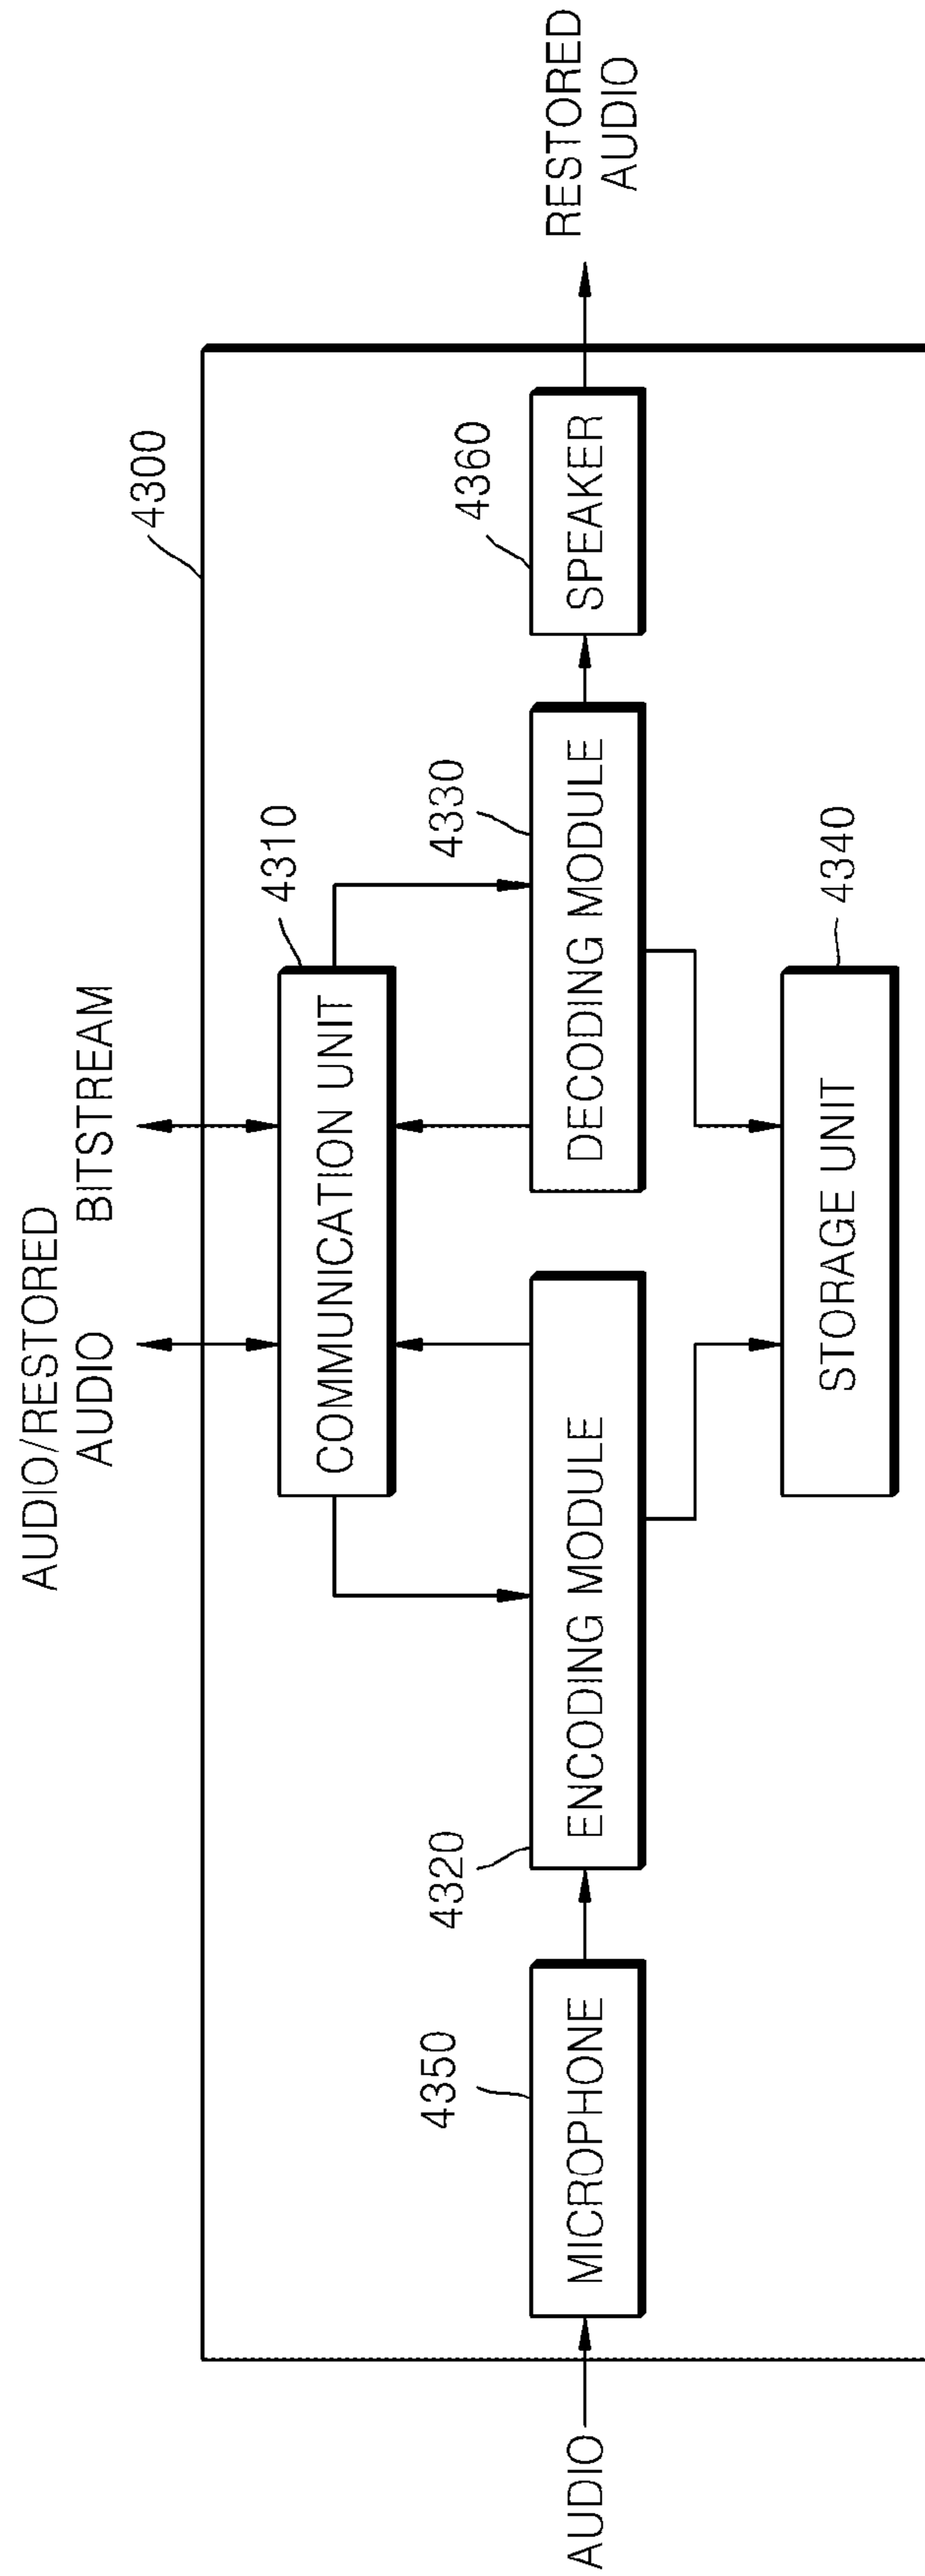 AUDIO/RESTORED
AUDIO
BITSTREAM
4300
4310
COMMUNICATION UNIT
4350
4320
4330
4360
AUDIO
MICROPHONE
ENCODING MODULE
DECODING MODULE
SPEAKER
RESTORED
AUDIO
4340
STORAGE UNIT